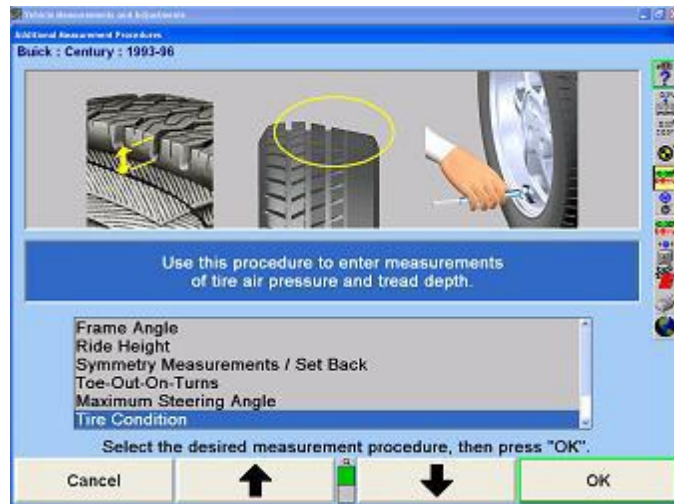 Vehicle Measurements and Adjustments
Additional Measurement Procedures
Buick : Century : 1993-96
Use this procedure to enter measurements
of tire air pressure and tread depth.
Frame Angle
Ride Height
Symmetry Measurements / Set Back
Toe-Out-On-Turns
Maximum Steering Angle
Tire Condition
Select the desired measurement procedure, then press "OK".
Cancel
OK